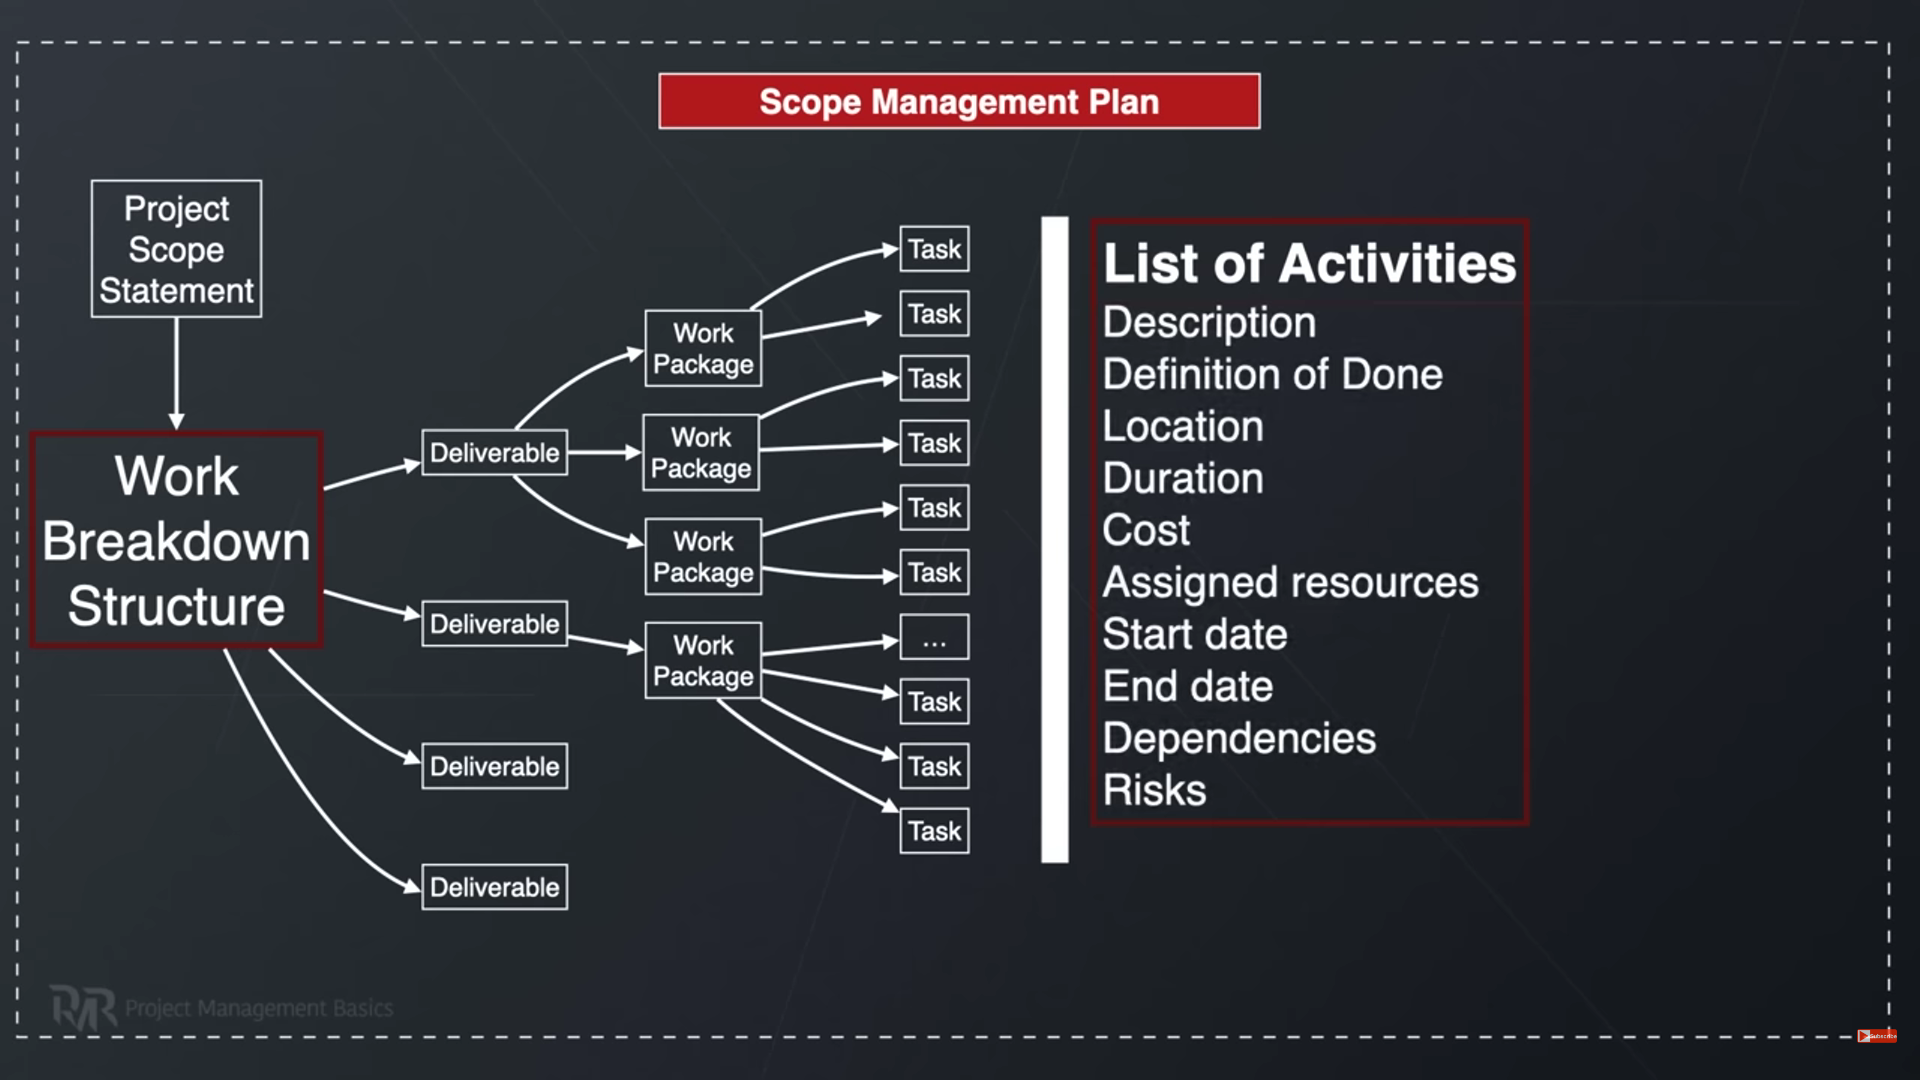 Scope Management Plan
Project
Scope
Statement
Work
Breakdown
Structure
Deliverable
Deliverable
Deliverable
Deliverable
Work
Package
Work
Package
Work
Package
Work
Package
Task
Task
Task
Task
Task
Task
...
Task
Task
Task
List of Activities
Description
Definition of Done
Location
Duration
Cost
Assigned resources
Start date
End date
Dependencies
Risks
PMR Project Management Basics
Subscribe